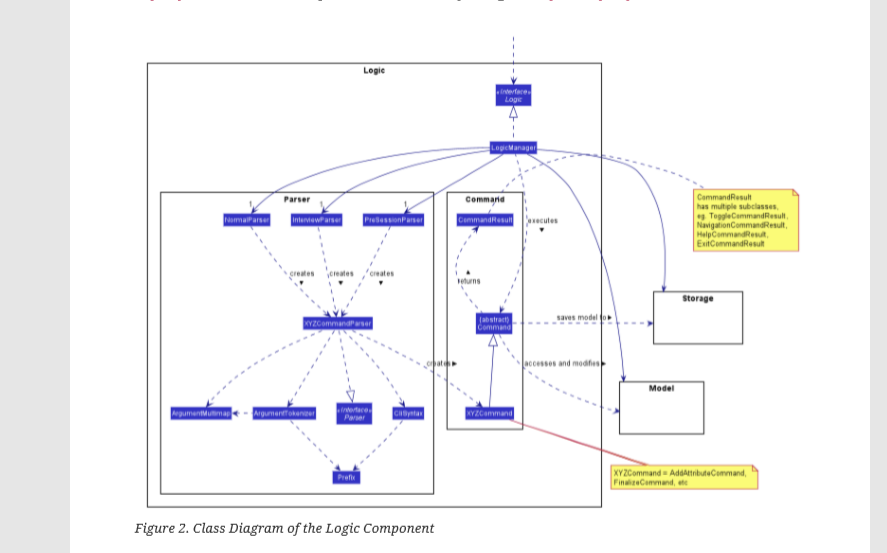 Logic
«Interface»
Logic
LogicManager
Parser
Command
1
1
1
NormalParser
InterviewParser
PreSessionParser
CommandResult
executes
CommandResult
has multiple subclasses,
eg. ToggleCommandResult,
NavigationCommandResult,
HelpCommandResult,
ExitCommandResult
creates
creates
creates
returns
Storage
XYZCommandParser
{abstract}
Command
saves model to
creates
accesses and modifies
Model
ArgumentMultimap
ArgumentTokenizer
«Interface»
Parser
CliSyntax
XYZCommand
Prefix
XYZCommand = AddAttributeCommand,
FinalizeCommand, etc
Figure 2. Class Diagram of the Logic Component